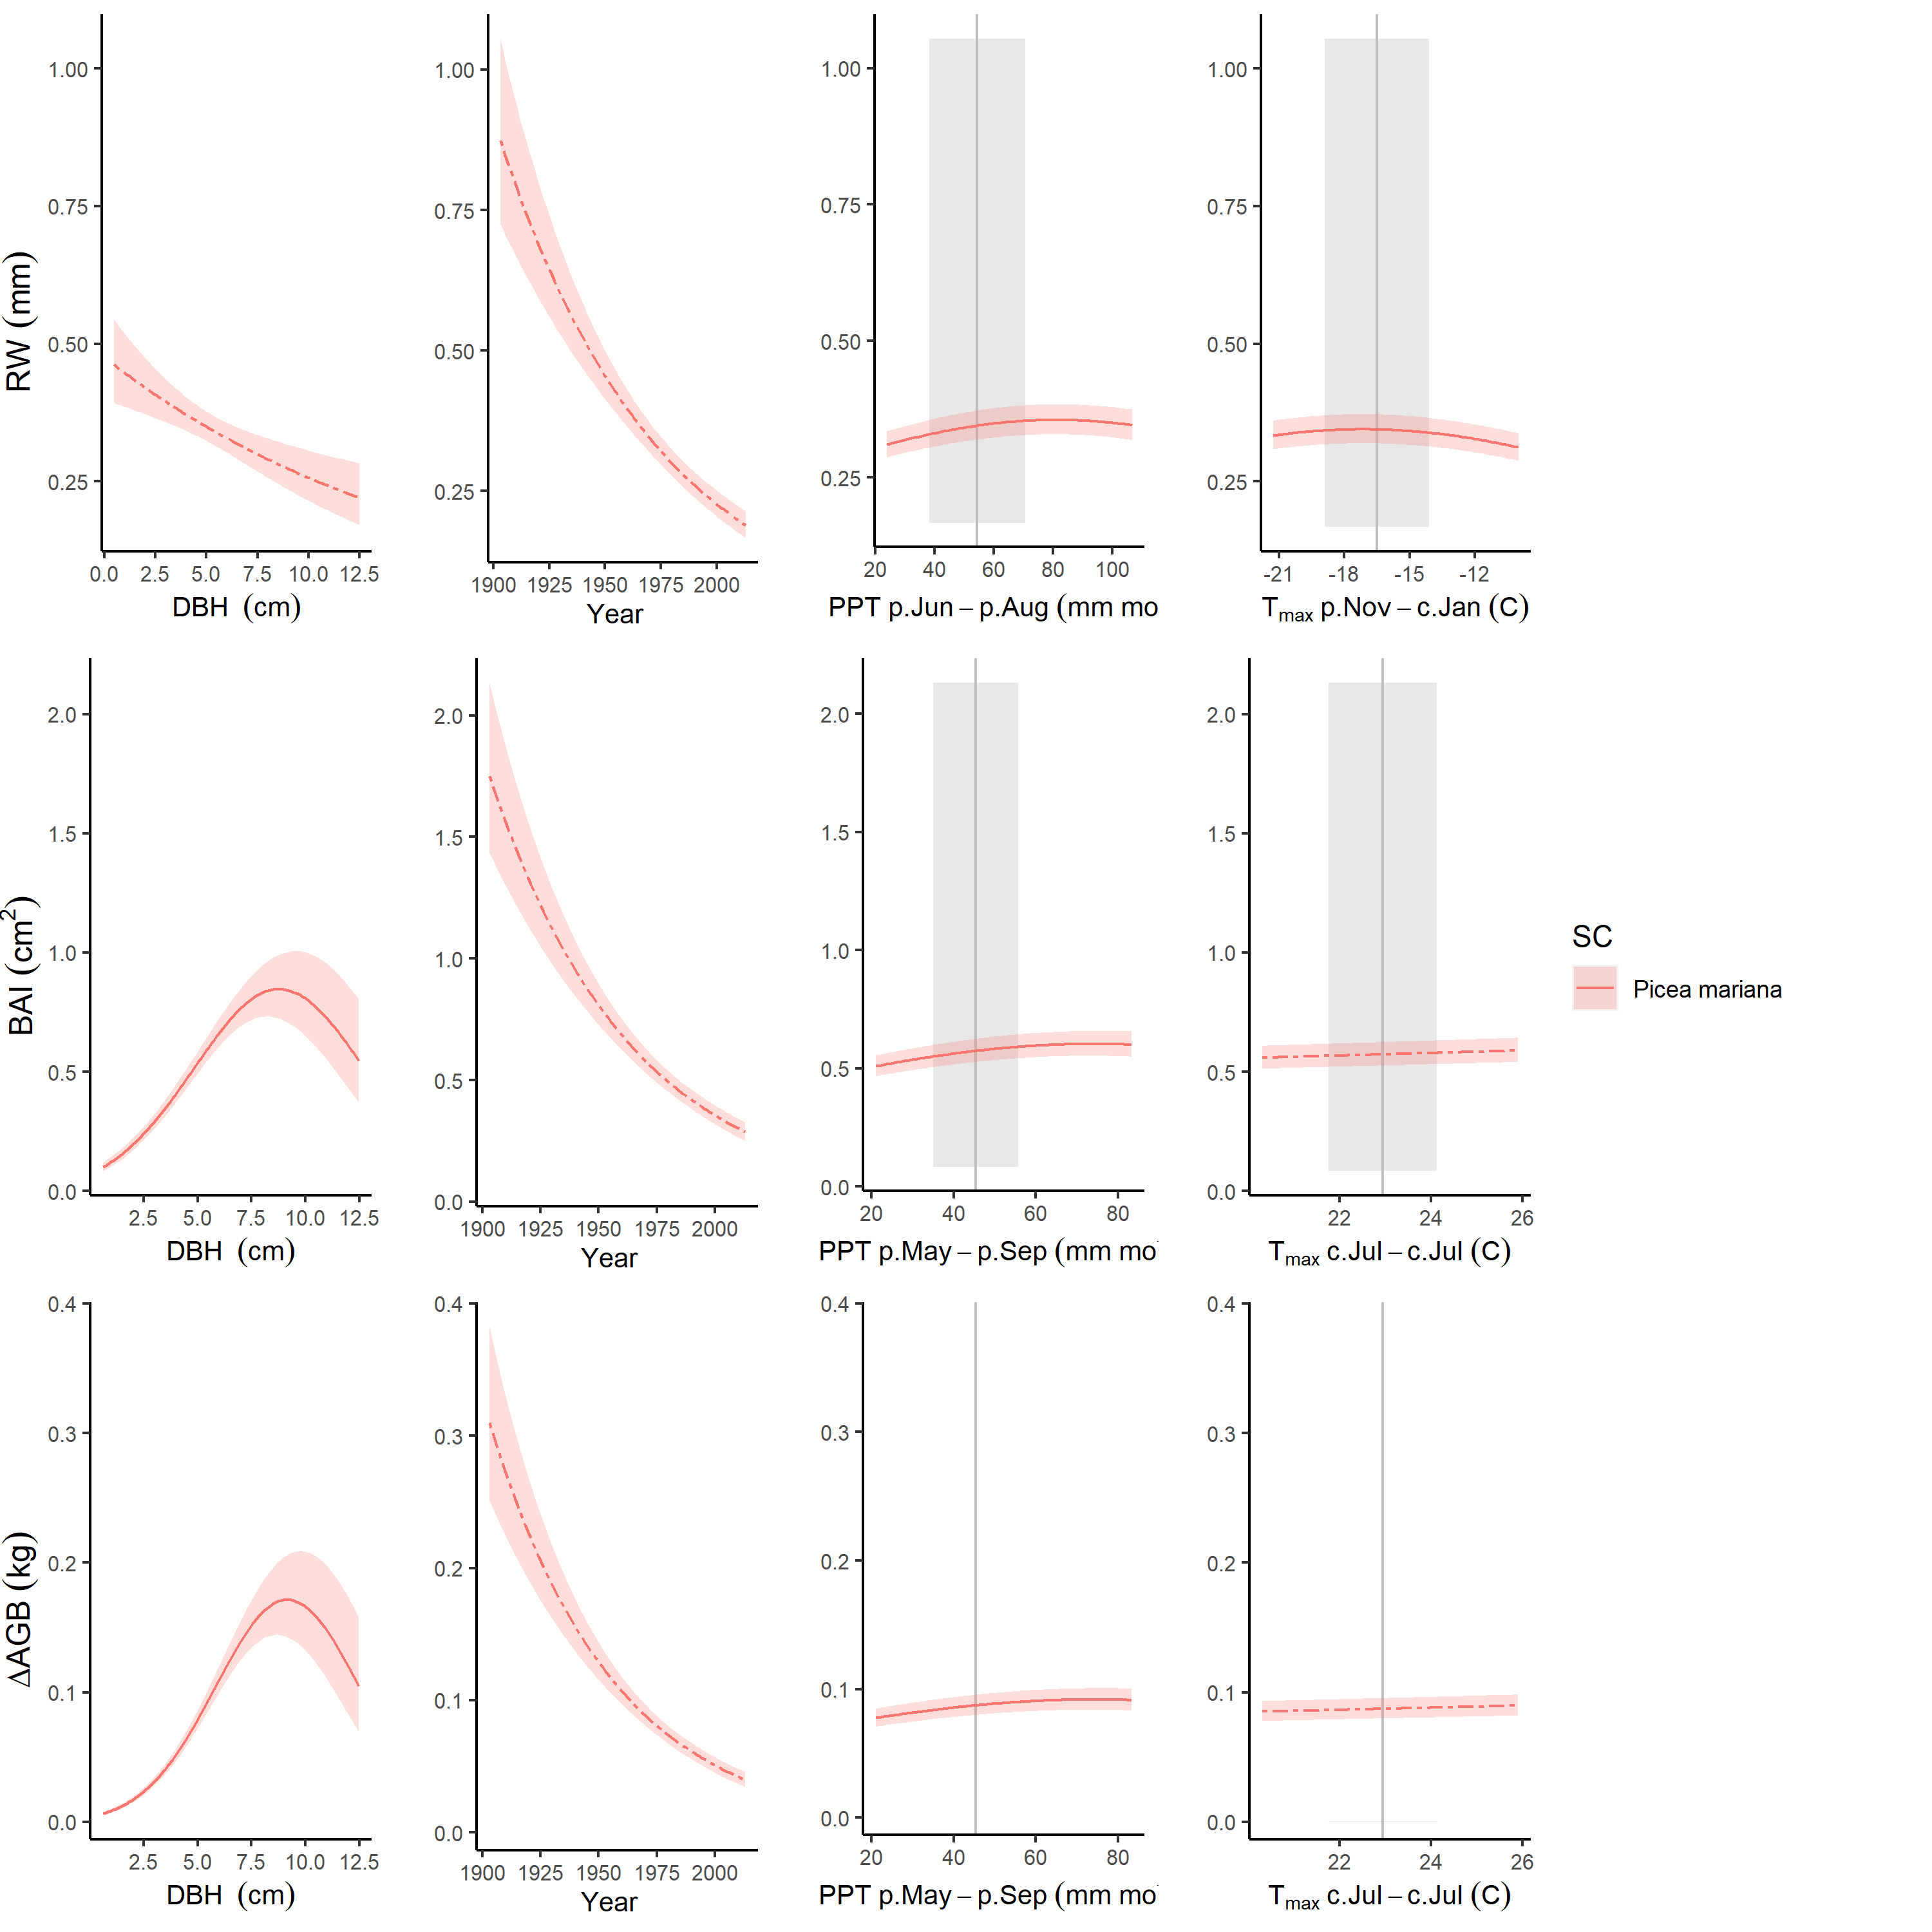 RW (mm)
1.00
0.75
0.50
0.25
0.0 2.5 5.0 7.5 10.0 12.5
DBH (cm)
1.00
0.75
0.50
0.25
1900 1925 1950 1975 2000
Year
1.00
0.75
0.50
0.25
20 40 60 80 100
PPT p.Jun – p.Aug (mm mo
1.00
0.75
0.50
0.25
-21 -18 -15 -12
Tmax p.Nov – c.Jan (C)
BAI (cm²)
2.0
1.5
1.0
0.5
0.0
2.5 5.0 7.5 10.0 12.5
DBH (cm)
2.0
1.5
1.0
0.5
0.0
1900 1925 1950 1975 2000
Year
2.0
1.5
1.0
0.5
0.0
20 40 60 80
PPT p.May – p.Sep (mm mo
2.0
1.5
1.0
0.5
0.0
22 24 26
Tmax c.Jul – c.Jul (C)
SC
Picea mariana
ΔAGB (kg)
0.4
0.3
0.2
0.1
0.0
2.5 5.0 7.5 10.0 12.5
DBH (cm)
0.4
0.3
0.2
0.1
0.0
1900 1925 1950 1975 2000
Year
0.4
0.3
0.2
0.1
0.0
20 40 60 80
PPT p.May – p.Sep (mm mo
0.4
0.3
0.2
0.1
0.0
22 24 26
Tmax c.Jul – c.Jul (C)